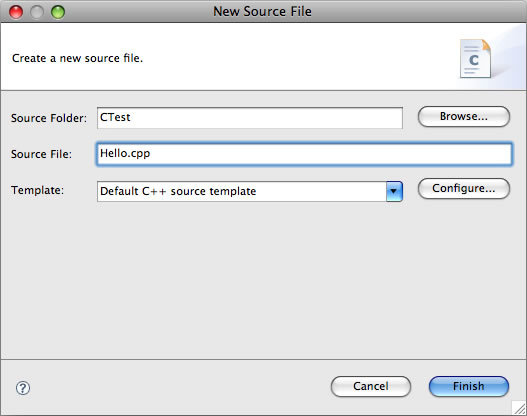 New Source File
Create a new source file.
C
Source Folder: CTest Browse...
Source File: Hello.cpp
Template: Default C++ source template Configure...
? Cancel Finish